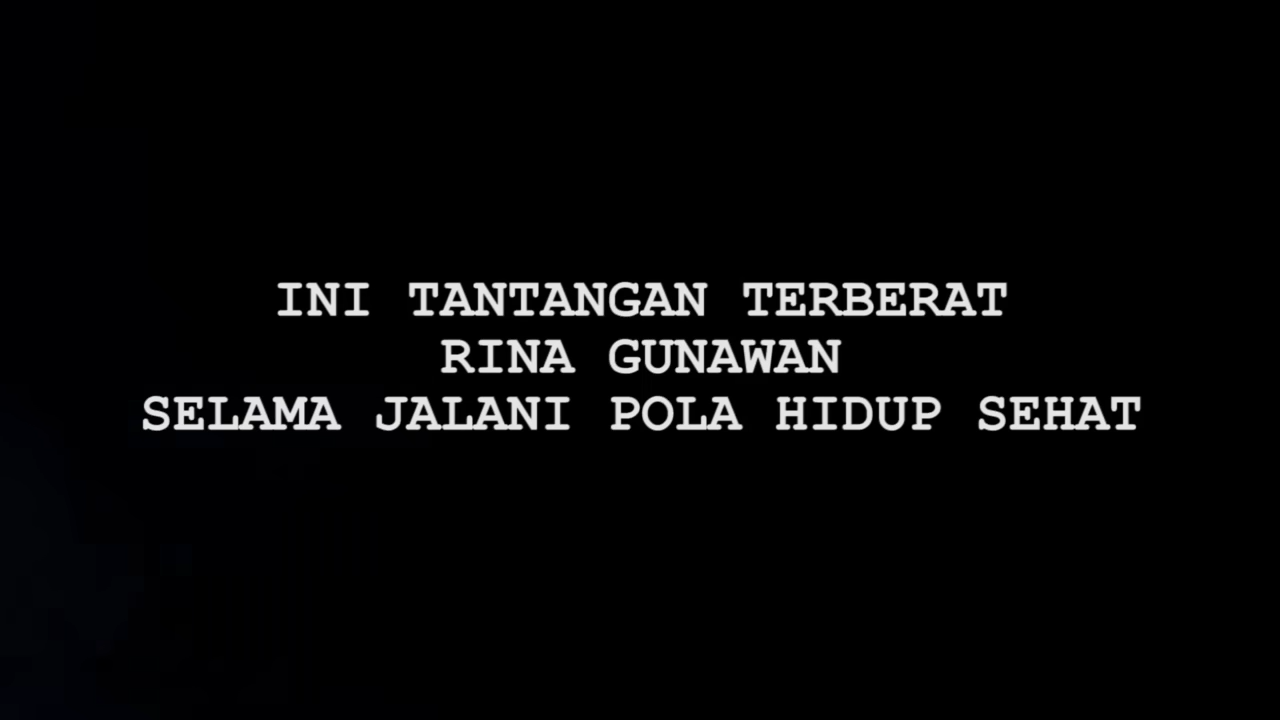 INI TANTANGAN TERBERAT
RINA GUNAWAN
SELAMA JALANI POLA HIDUP SEHAT